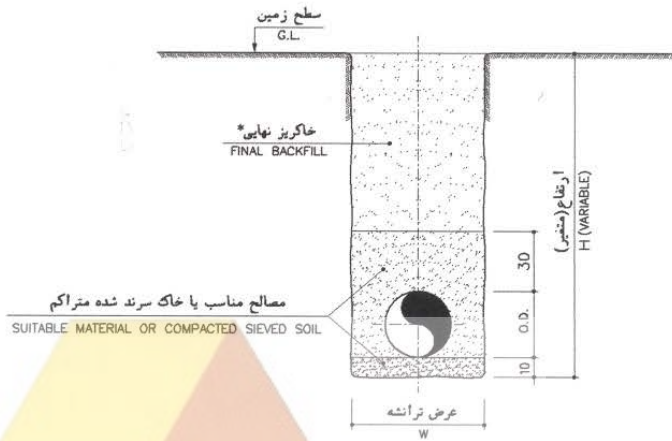 سطح زمین
G.L.
خاکریز نهایی*
FINAL BACKFILL
ارتفاع(متغیر)
H (VARIABLE)
30
مصالح مناسب یا خاک سرند شده متراکم
SUITABLE MATERIAL OR COMPACTED SIEVED SOIL
O.D.
10
عرض ترانشه
W